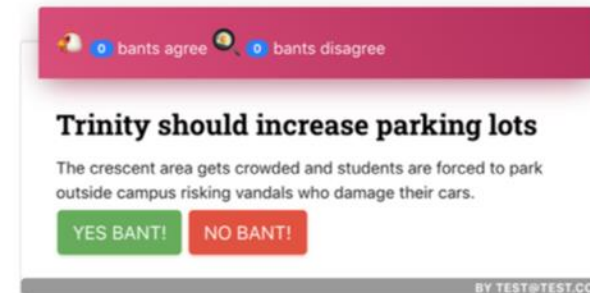 0 bants agree 0 bants disagree
Trinity should increase parking lots
The crescent area gets crowded and students are forced to park
outside campus risking vandals who damage their cars.
YES BANT! NO BANT!
BY TEST@TEST.CO